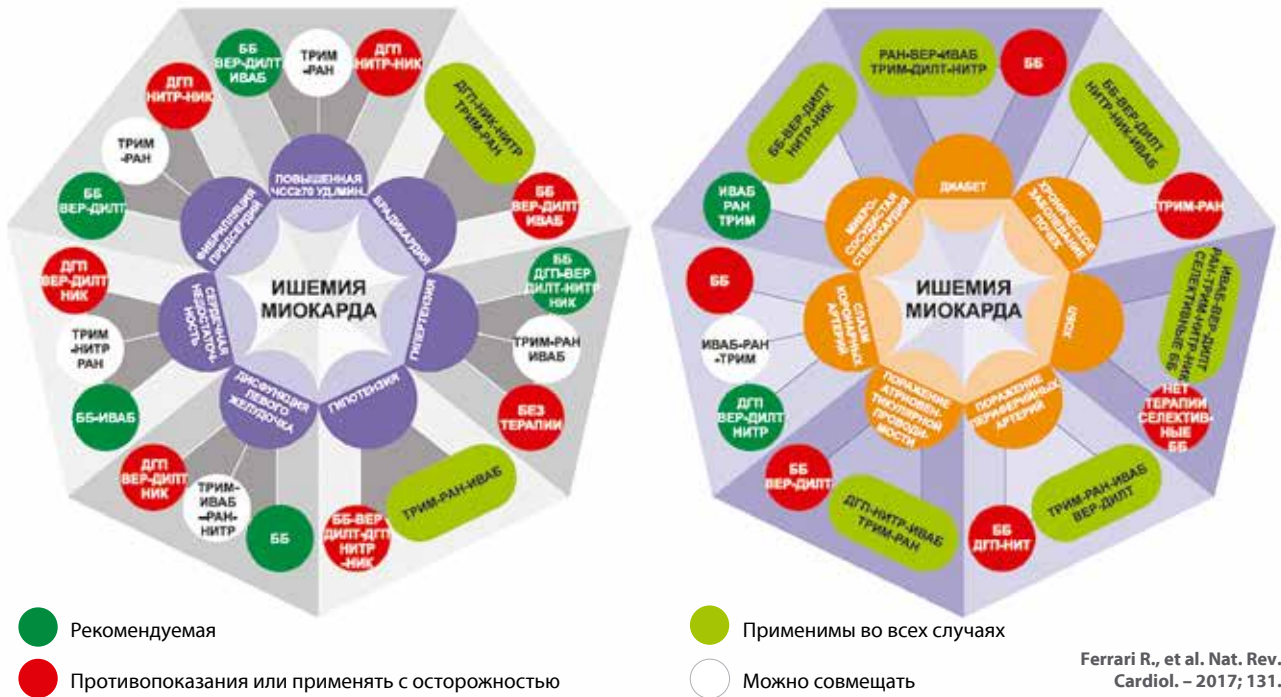 ББ
ВЕР-ДИЛТ
ИВАБ
ТРИМ
-РАН
ДГП
НИТР-НИК
ДГП-НИК-НИТР
ТРИМ-РАН
ББ
ВЕР-ДИЛТ
ИВАБ
ББ
ДГП-ВЕР
ДИЛТ-НИТР
НИК
ТРИМ-РАН
ИВАБ
БЕЗ
ТЕРАПИИ
ТРИМ-РАН-ИВАБ
ББ-ВЕР
ДИЛТ-ДГП
НИТР
-НИК
ББ
ТРИМ-
ИВАБ
-РАН-
НИТР
ДГП
ВЕР-ДИЛТ
НИК
ББ-ИВАБ
ТРИМ
-НИТР
РАН
ДГП
ВЕР-ДИЛТ
НИК
ББ
ВЕР-ДИЛТ
ТРИМ
-РАН
ДГП
НИТР-НИК
ПОВЫШЕННАЯ
ЧСС≥70 УД./МИН.
БРАДИКАРДИЯ
ГИПЕРТЕНЗИЯ
ГИПОТЕНЗИЯ
ДИСФУНКЦИЯ
ЛЕВОГО
ЖЕЛУДОЧКА
СЕРДЕЧНАЯ
НЕДОСТАТОЧ-
НОСТЬ
ФИБРИЛЛЯЦИЯ
ПРЕДСЕРДИЙ
ИШЕМИЯ
МИОКАРДА
РАН-ВЕР-ИВАБ
ТРИМ-ДИЛТ-НИТР
ББ
ББ-ВЕР-ДИЛТ
НИТР-НИК-ИВАБ
ТРИМ-РАН
ИВАБ-ВЕР-ДИЛТ
РАН-ТРИМ-НИТР-НИК
СЕЛЕКТИВНЫЕ ББ
НЕТ
ТЕРАПИИ
СЕЛЕКТИВ-
НЫЕ
ББ
ТРИМ-РАН-ИВАБ
ВЕР-ДИЛТ
ББ
ДГП-НИТ
ДГП-НИТР-ИВАБ
ТРИМ-РАН
ББ
ВЕР-ДИЛТ
ДГП
ВЕР-ДИЛТ
НИТР
ИВАБ-РАН
-ТРИМ
ББ
ИВАБ
РАН
ТРИМ
ББ-ВЕР-ДИЛТ
НИТР-НИК
ДИАБЕТ
ХРОНИЧЕСКОЕ
ЗАБОЛЕВАНИЕ
ПОЧЕК
ПОРАЖЕНИЕ
ПЕРИФЕРИЙНЫХ
АРТЕРИЙ
ПОРАЖЕНИЕ
АТРИОВЕН-
ТИКУЛЯРНОЙ
ПРОВОДИ-
МОСТИ
СПАЗМ
КОРОНАРНЫХ
АРТЕРИЙ
МИКРО-
СОСУДИСТАЯ
СТЕНОКАРДИЯ
ИШЕМИЯ
МИОКАРДА
Рекомендуемая
Противопоказания или применять с осторожностью
Применимы во всех случаях
Можно совмещать
Ferrari R., et al. Nat. Rev.
Cardiol. – 2017; 131.